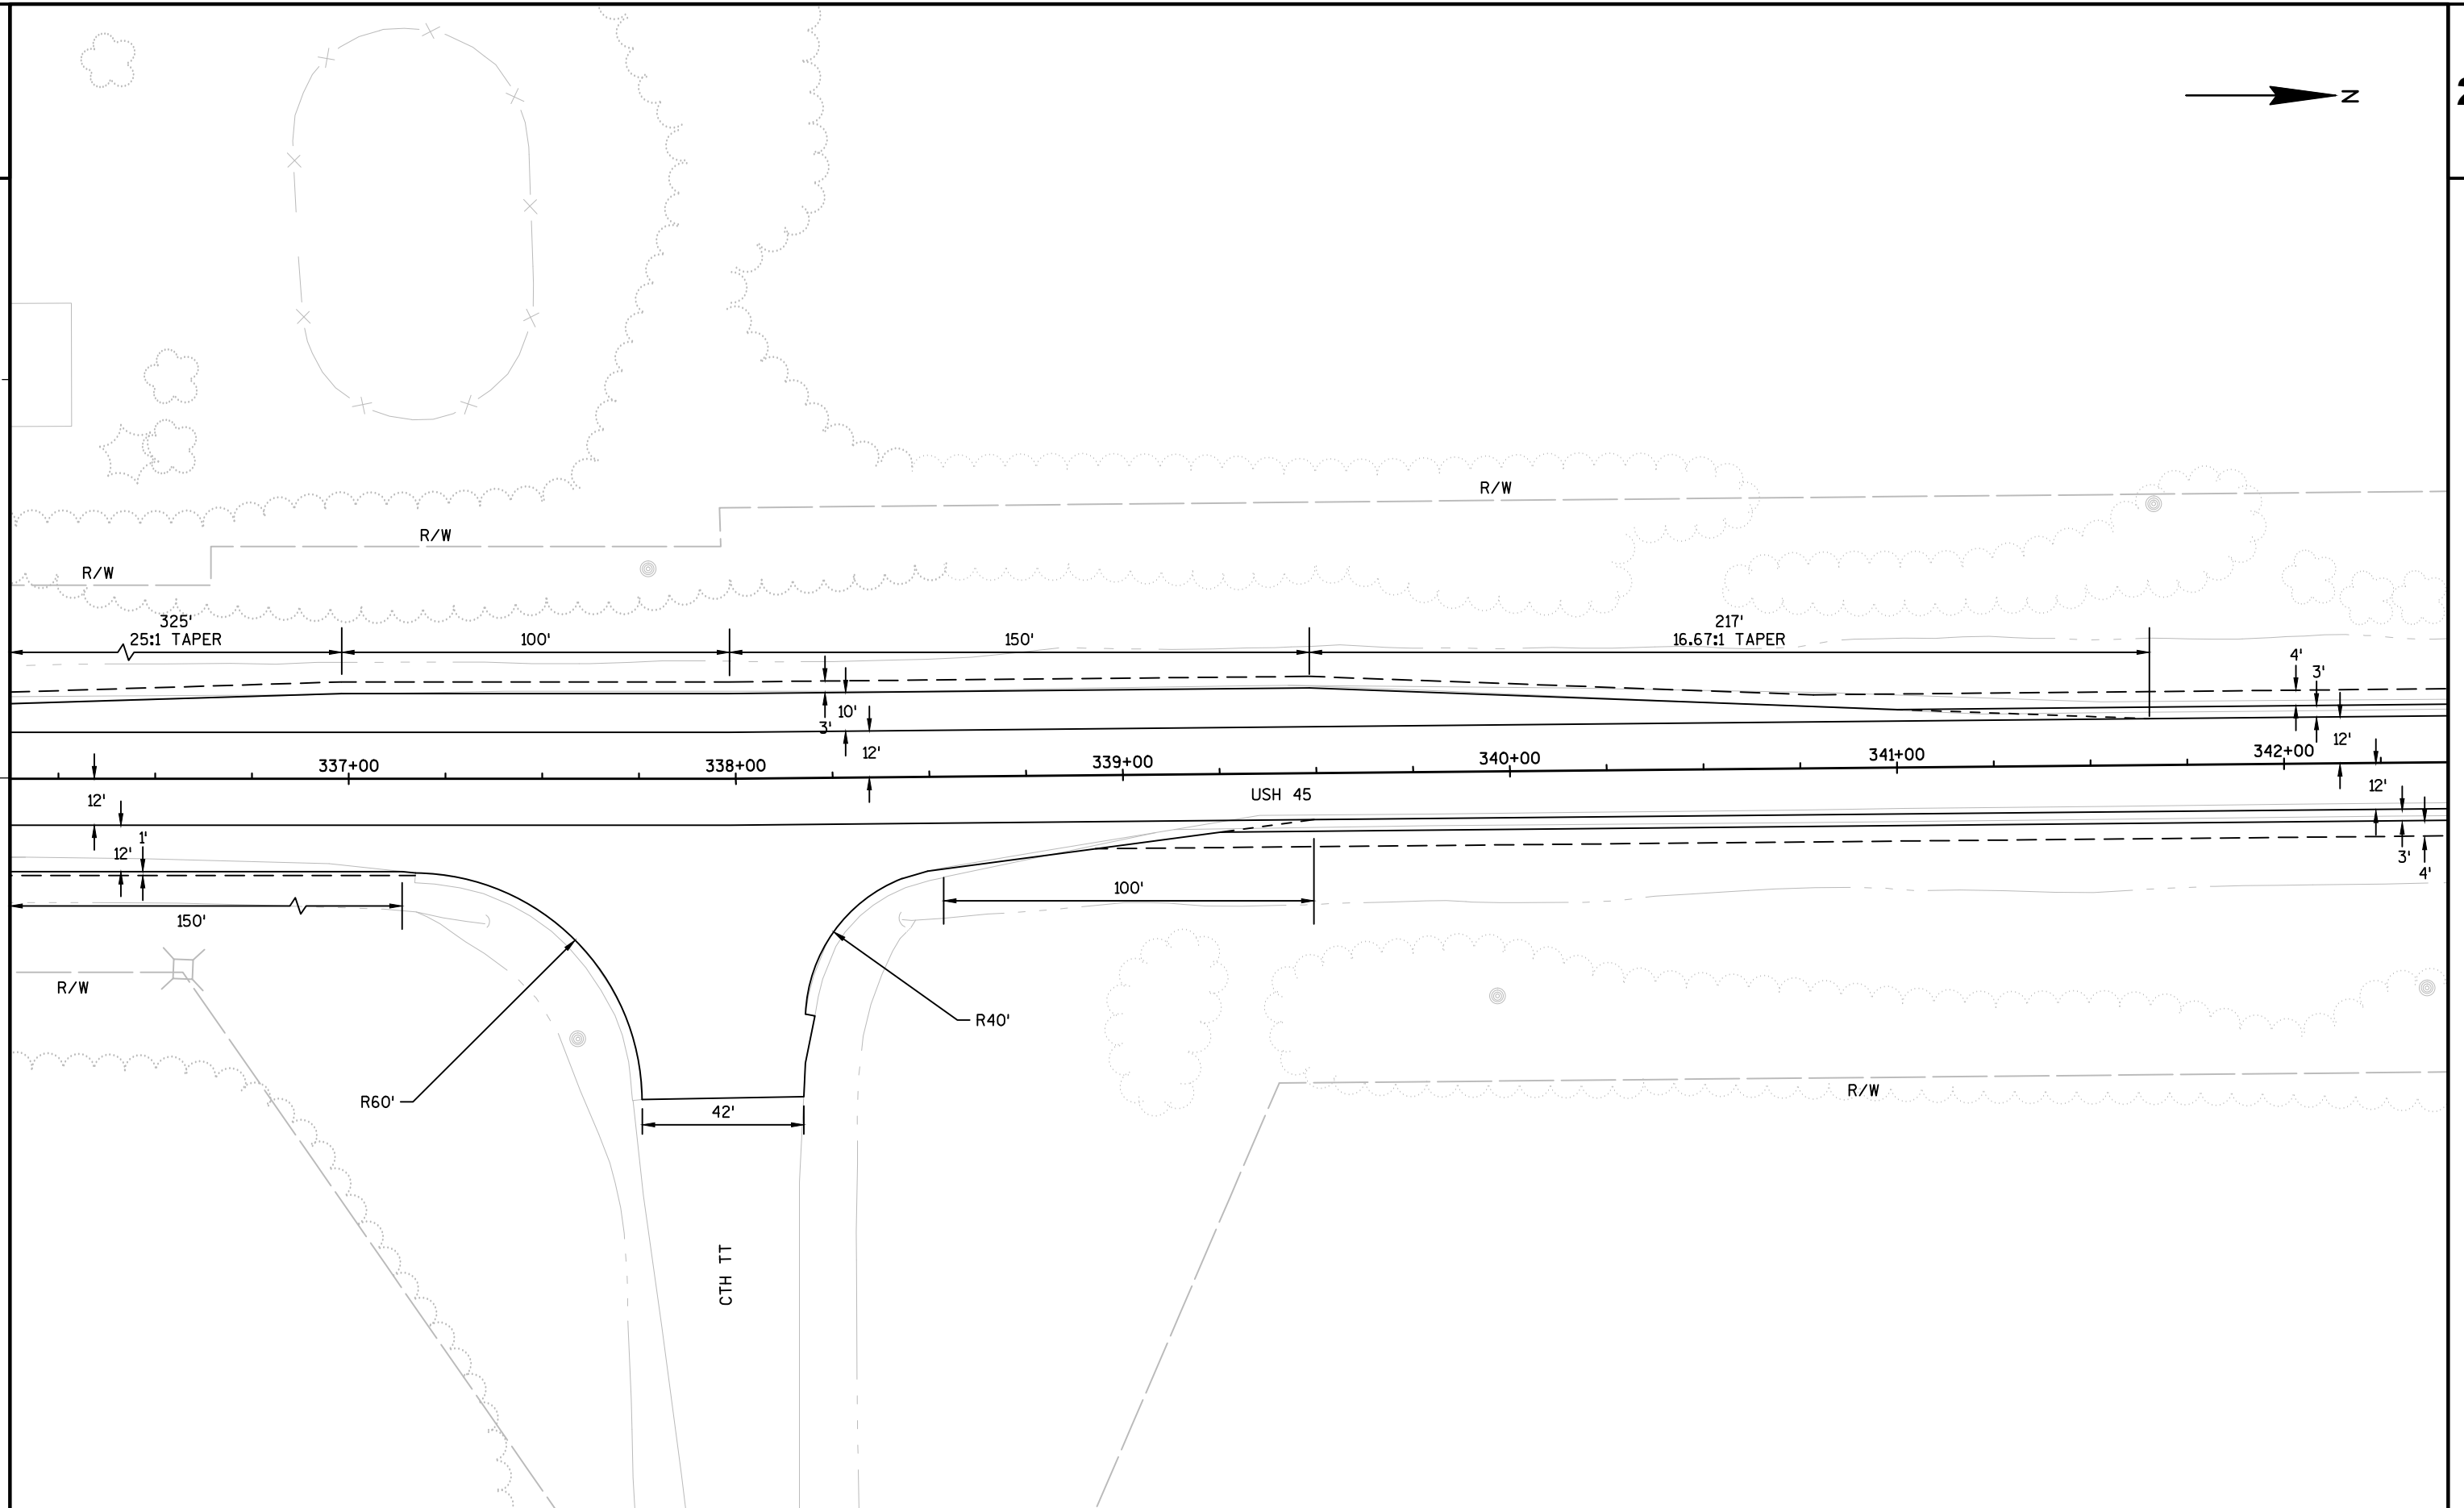 N
2
R/W
R/W
R/W
325'
25:1 TAPER
100'
150'
217'
16.67:1 TAPER
4'
3'
3'
10'
12'
12'
337+00
338+00
339+00
340+00
341+00
342+00
USH 45
12'
12'
1'
12'
3'
4'
150'
100'
R/W
R40'
R60'
42'
R/W
CTH TT